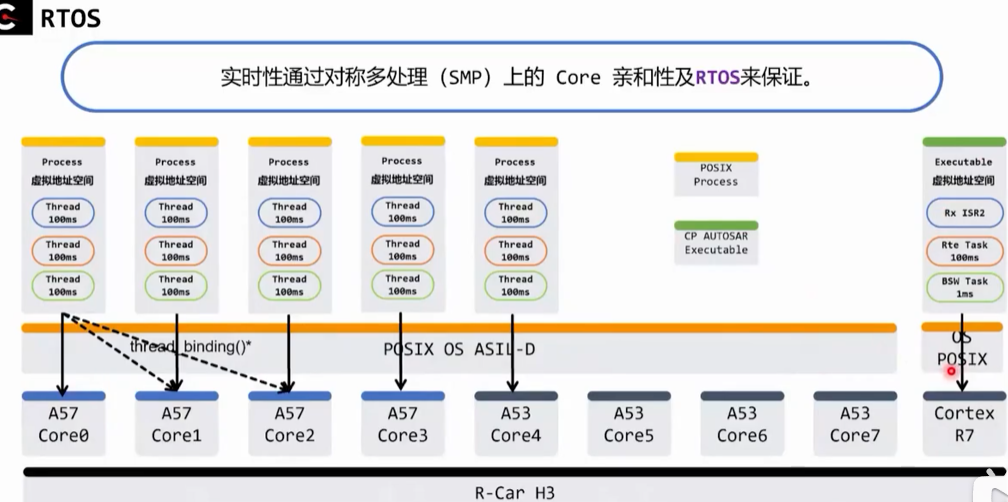 RTOS
实时性通过对称多处理（SMP）上的 Core 亲和性及RTOS来保证。
Process
虚拟地址空间
Thread
100ms
Thread
100ms
Thread
100ms
Process
虚拟地址空间
Thread
100ms
Thread
100ms
Thread
100ms
Process
虚拟地址空间
Thread
100ms
Thread
100ms
Thread
100ms
Process
虚拟地址空间
Thread
100ms
Thread
100ms
Thread
100ms
Process
虚拟地址空间
Thread
100ms
Thread
100ms
Thread
100ms
POSIX
Process
CP AUTOSAR
Executable
Executable
虚拟地址空间
Rx ISR2
Rte Task
100ms
BSW Task
1ms
thread_binding()*
POSIX OS ASIL-D
OS
POSIX
A57
Core0
A57
Core1
A57
Core2
A57
Core3
A53
Core4
A53
Core5
A53
Core6
A53
Core7
Cortex
R7
R-Car H3